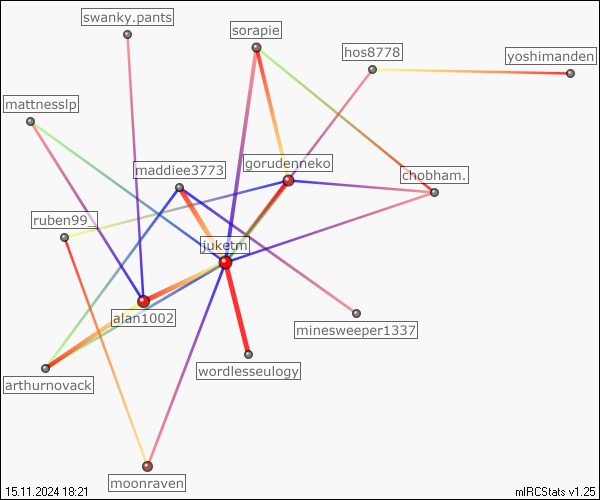 swanky.pants
sorapie
hos8778
yoshimanden
mattnesslp
gorudenneko
maddiee3773
chobham.
ruben99_
juketm
alan1002
minesweeper1337
wordlesseulogy
arthurnovack
moonraven
15.11.2024 18:21
mIRCStats v1.25